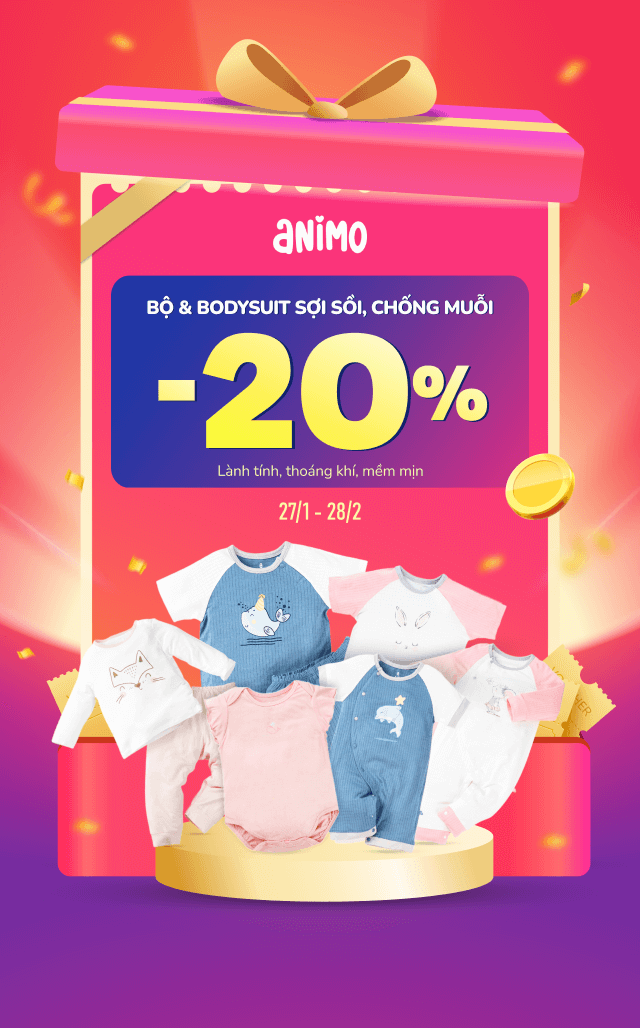 ANIMO
BỘ & BODYSUIT SỢI SỒI, CHỐNG MUỖI
-20%
Lành tính, thoáng khí, mềm mịn
27/1 - 28/2